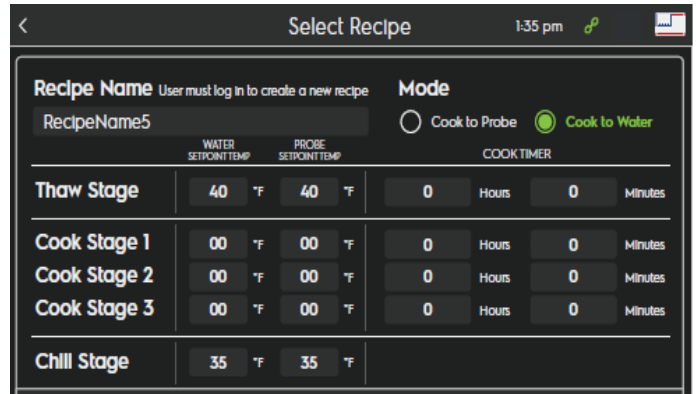 Select Recipe 1:35 pm
Recipe Name User must log in to create a new recipe Mode
RecipeName5 Cook to Probe Cook to Water
WATER SETPOINT TEMP PROBE SETPOINT TEMP COOK TIMER
Thaw Stage 40 °F 40 °F 0 Hours 0 Minutes
Cook Stage 1 00 °F 00 °F 0 Hours 0 Minutes
Cook Stage 2 00 °F 00 °F 0 Hours 0 Minutes
Cook Stage 3 00 °F 00 °F 0 Hours 0 Minutes
Chill Stage 35 °F 35 °F